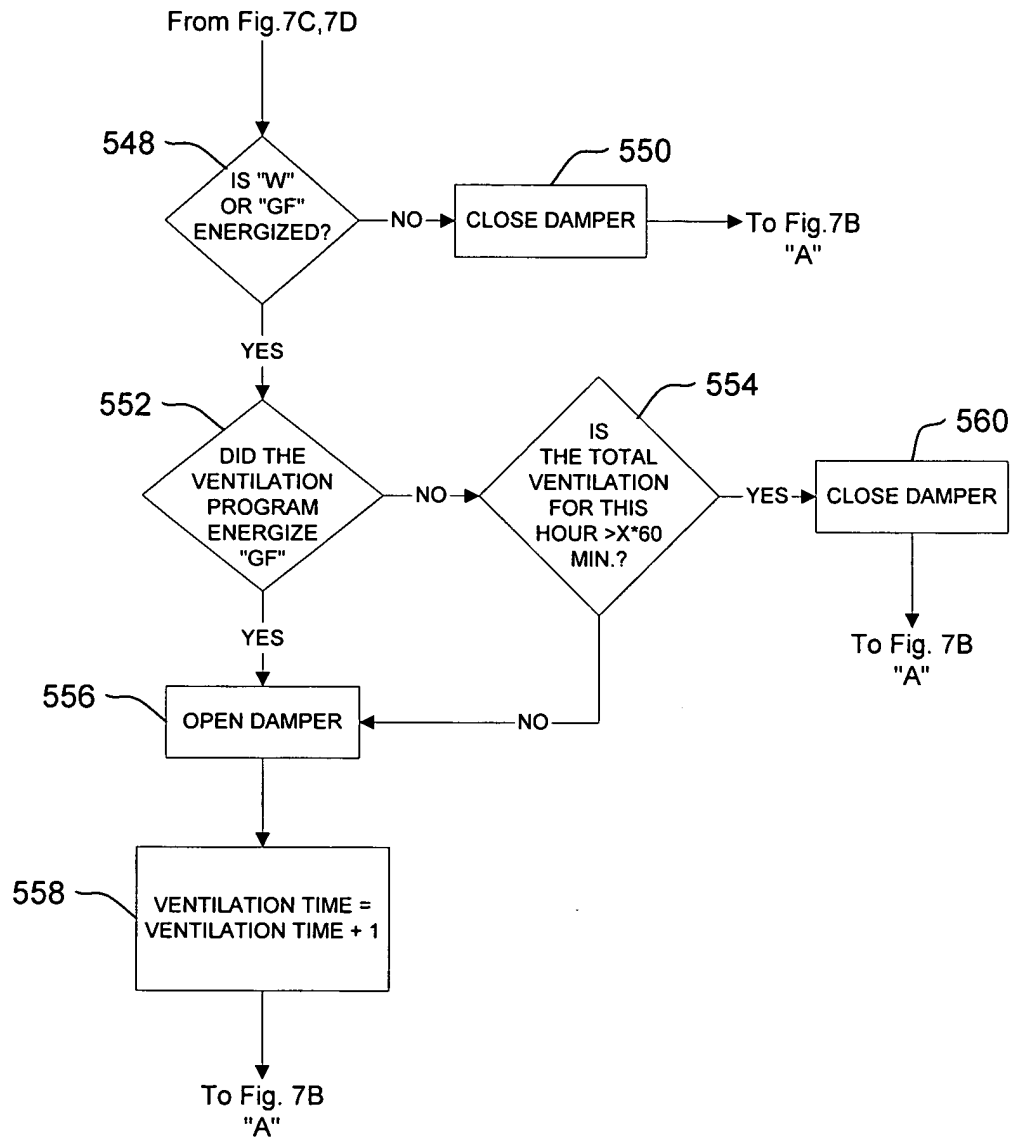 From Fig.7C,7D
548
IS "W"
OR "GF"
ENERGIZED?
NO
550
CLOSE DAMPER
To Fig.7B
"A"
YES
552
DID THE
VENTILATION
PROGRAM
ENERGIZE
"GF"
NO
554
IS
THE TOTAL
VENTILATION
FOR THIS
HOUR >X*60
MIN.?
YES
560
CLOSE DAMPER
To Fig. 7B
"A"
YES
NO
556
OPEN DAMPER
558
VENTILATION TIME =
VENTILATION TIME + 1
To Fig. 7B
"A"